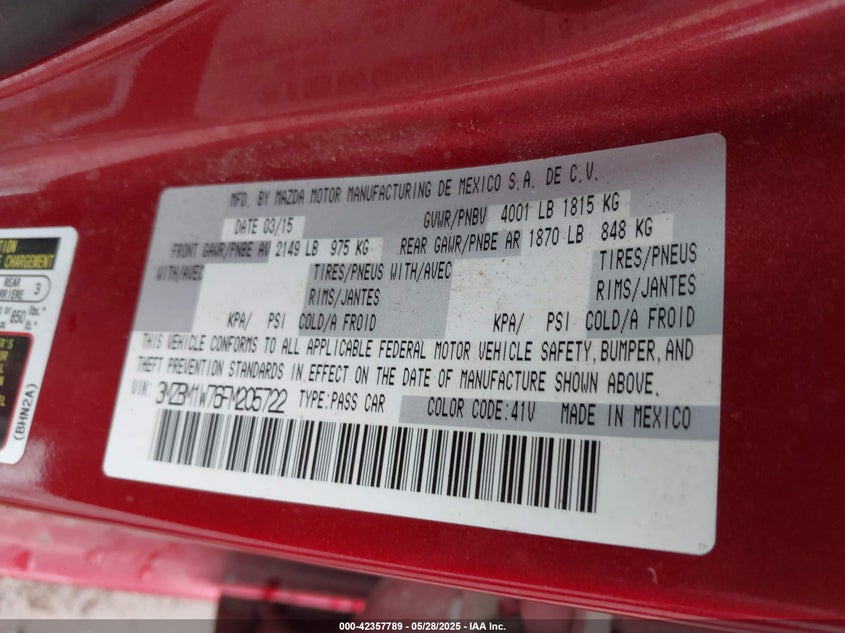 MFD. BY MAZDA MOTOR MANUFACTURING DE MEXICO S.A. DE C.V.
DATE 03/15 GVWR/PNBV 4001 LB 1815 KG
FRONT GAWR/PNBE AV 2149 LB 975 KG REAR GAWR/PNBE AR 1870 LB 848 KG
WITH/AVEC TIRES/PNEUS WITH/AVEC TIRES/PNEUS
RIMS/JANTES RIMS/JANTES
KPA/ PSI COLD/A FROID KPA/ PSI COLD/A FROID
THIS VEHICLE CONFORMS TO ALL APPLICABLE FEDERAL MOTOR VEHICLE SAFETY, BUMPER, AND
THEFT PREVENTION STANDARDS IN EFFECT ON THE DATE OF MANUFACTURE SHOWN ABOVE.
VIN: 3MZBM1W76FM205722 TYPE:PASS CAR COLOR CODE:41V MADE IN MEXICO
CHARGEMENT
REAR
3
850 lbs.
(BHN2A)
000-42357789 - 05/28/2025 - IAA Inc.